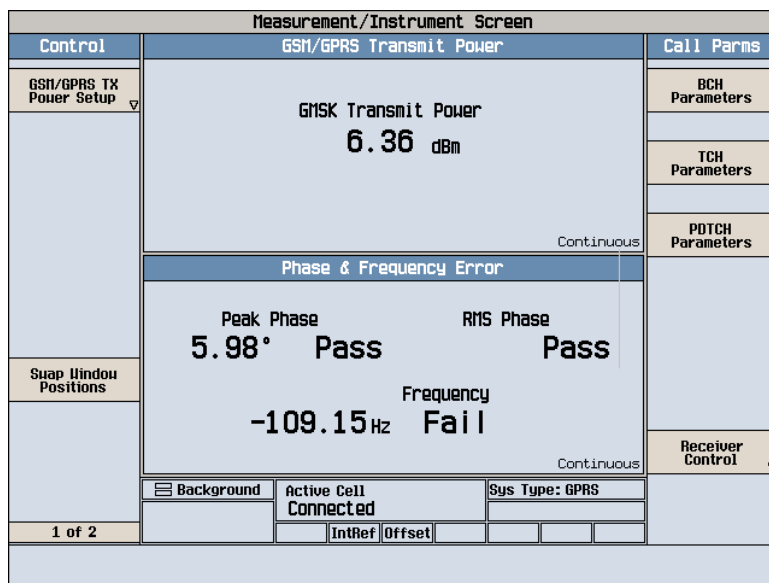 Measurement/Instrument Screen
Control
GSM/GPRS TX
Power Setup
Swap Window
Positions
1 of 2
GSM/GPRS Transmit Power
GMSK Transmit Power
6.36 dBm
Continuous
Phase & Frequency Error
Peak Phase RMS Phase
5.98° Pass Pass
Frequency
-109.15 Hz Fail
Continuous
Background
Active Cell
Connected
Sys Type: GPRS
IntRef Offset
Call Parms
BCH
Parameters
TCH
Parameters
PDTCH
Parameters
Receiver
Control